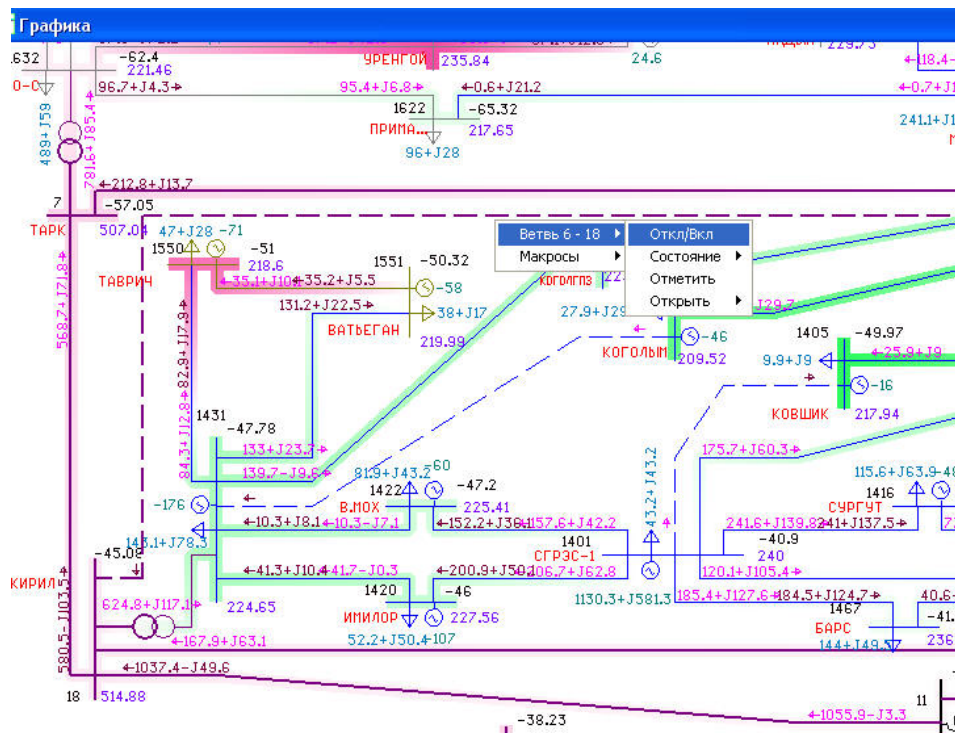 Графика
1632
-62.4
221.46
О-С
96.7+J4.3
95.4+J6.8
УРЕНГОЙ
235.84
24.6
229.73
118.4-
0.6+J21.2
0.7+J1
1622
-65.32
ПРИМА...
217.65
96+J28
241.1+J1
489+J59
781.6+J85.4
212.8+J13.7
7
-57.05
ТАРК
507.04
47+J28
-71
1550
-51
218.6
ТАВРИЧ
35.1+J10.1
35.2+J5.5
1551
-50.32
-58
131.2+J22.5
38+J17
ВАТЬЕГАН
219.99
Ветвь 6 - 18
Макросы
Откл/Вкл
Состояние
Отметить
Открыть
КОГОЛГПЗ
27.9+J29
J29.7
-46
КОГОЛЫМ
209.52
1405
-49.97
9.9+J9
25.9+J9
-16
КОВШИК
217.94
568.7+J71.8
82.9+J17.9
84.3+J12.8
1431
-47.78
133+J23.7
139.7-J9.6
175.7+J60.3
81.9+J43.2
-60
1422
-47.2
В.МОХ
225.41
-176
10.3+J8.1
10.3-J7.1
152.2+J36.1
157.6+J42.2
143.1+J78.3
43.2+J43.2
1401
СГРЭС-1
-40.9
240
241.6+J139.8
241+J137.5
115.6+J63.9
-48
1416
СУРГУТ
-45.08
КИРИЛ
41.3+J10.4
41.7-J0.3
200.9+J50.1
206.7+J62.8
120.1+J105.4
1420
-46
ИМИЛОР
227.56
52.2+J50.4
-107
1130.3+J581.3
185.4+J127.6
184.5+J124.7
40.6-
1467
-41.
БАРС
236
144+J49.5
624.8+J117.1
224.65
167.9+J63.1
580.5-J103.5
1037.4-J49.6
18
514.88
11
1055.9-J3.3
-38.23